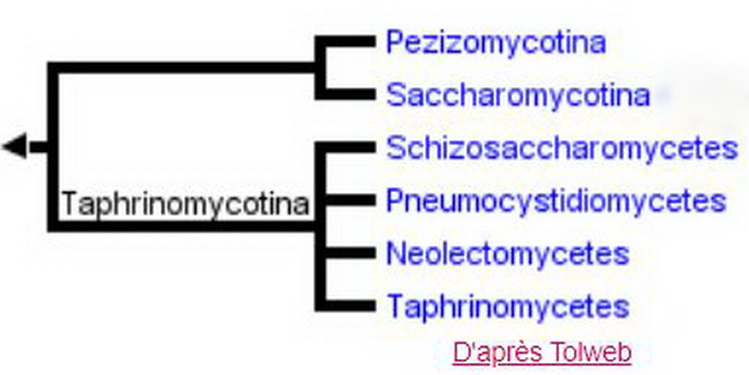 Pezizomycotina
Saccharomycotina
Schizosaccharomycetes
Taphrinomycotina
Pneumocystidiomycetes
Neolectomycetes
Taphrinomycetes
D'après Tolweb